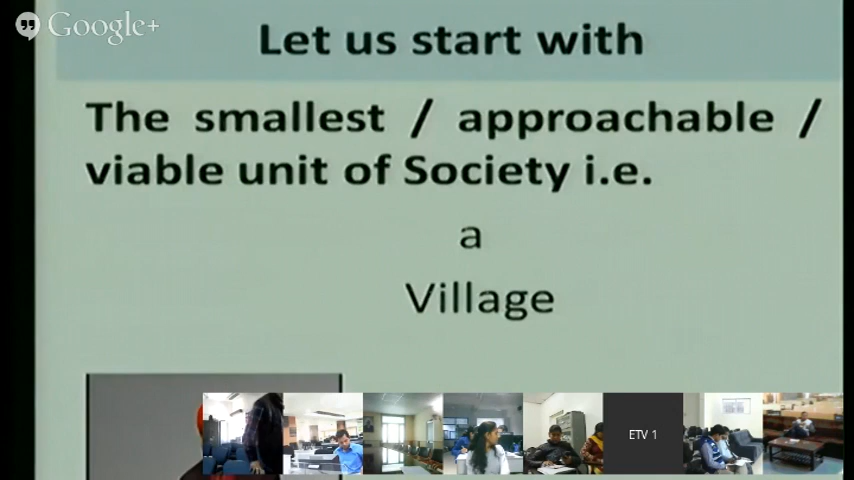 Google+
Let us start with
The smallest / approachable /
viable unit of Society i.e.
a
Village
ETV 1